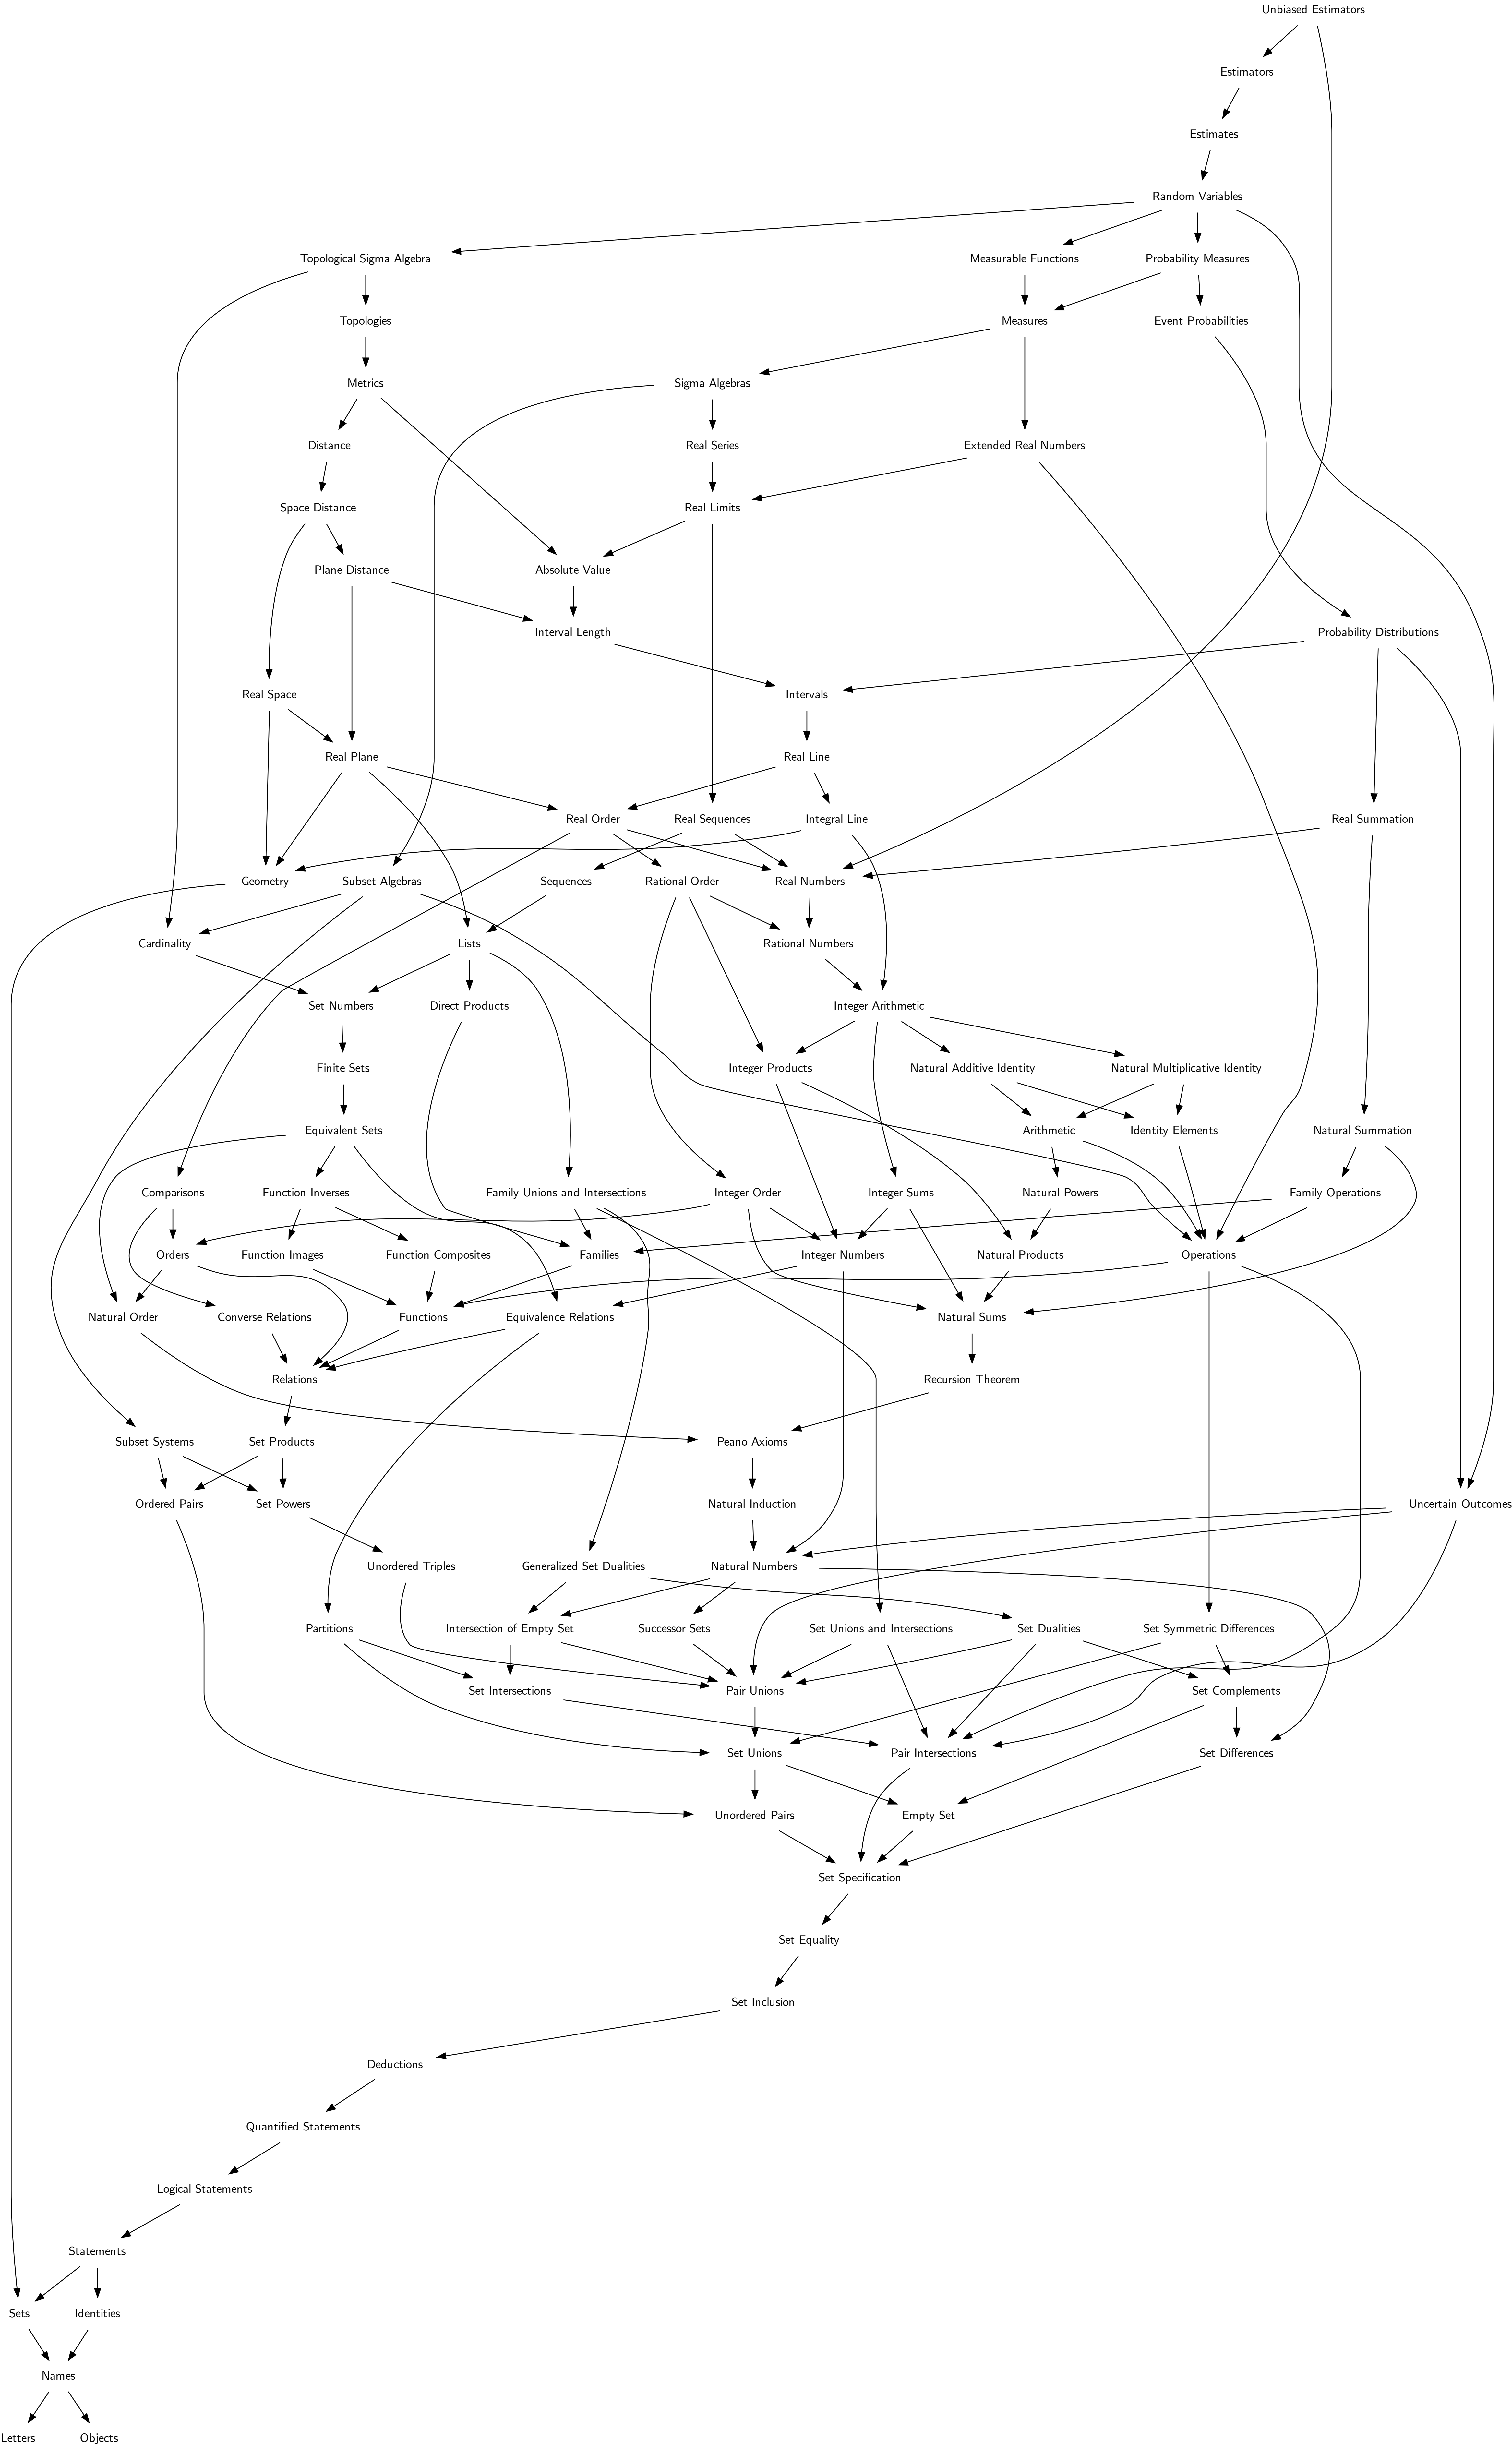 Unbiased Estimators
Estimators
Estimates
Random Variables
Topological Sigma Algebra
Measurable Functions
Probability Measures
Topologies
Measures
Event Probabilities
Metrics
Sigma Algebras
Distance
Real Series
Extended Real Numbers
Space Distance
Real Limits
Plane Distance
Absolute Value
Interval Length
Probability Distributions
Real Space
Intervals
Real Plane
Real Line
Real Order
Real Sequences
Integral Line
Real Summation
Geometry
Subset Algebras
Sequences
Rational Order
Real Numbers
Cardinality
Lists
Rational Numbers
Set Numbers
Direct Products
Integer Arithmetic
Finite Sets
Integer Products
Natural Additive Identity
Natural Multiplicative Identity
Equivalent Sets
Arithmetic
Identity Elements
Natural Summation
Comparisons
Function Inverses
Family Unions and Intersections
Integer Order
Integer Sums
Natural Powers
Family Operations
Orders
Function Images
Function Composites
Families
Integer Numbers
Natural Products
Operations
Natural Order
Converse Relations
Functions
Equivalence Relations
Natural Sums
Relations
Recursion Theorem
Subset Systems
Set Products
Peano Axioms
Ordered Pairs
Set Powers
Natural Induction
Uncertain Outcomes
Unordered Triples
Generalized Set Dualities
Natural Numbers
Partitions
Intersection of Empty Set
Successor Sets
Set Unions and Intersections
Set Dualities
Set Symmetric Differences
Set Intersections
Pair Unions
Set Complements
Set Unions
Pair Intersections
Set Differences
Unordered Pairs
Empty Set
Set Specification
Set Equality
Set Inclusion
Deductions
Quantified Statements
Logical Statements
Statements
Sets
Identities
Names
Letters
Objects